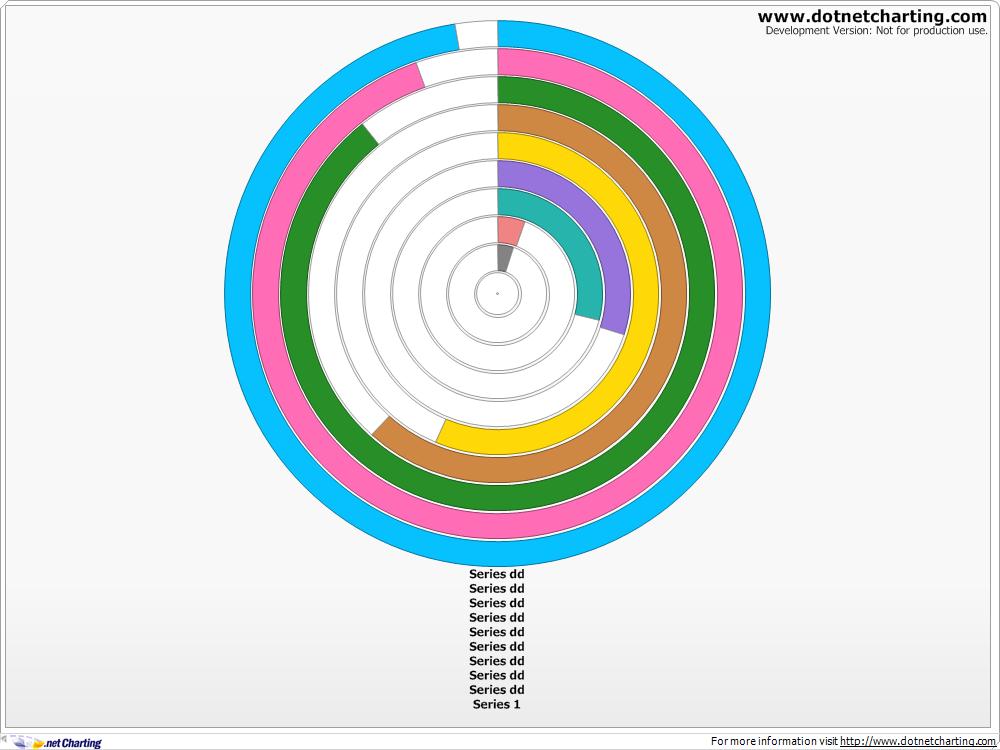 www.dotnetcharting.com
Development Version: Not for production use.
Series dd
Series dd
Series dd
Series dd
Series dd
Series dd
Series dd
Series dd
Series dd
Series 1
.net Charting
For more information visit http://www.dotnetcharting.com